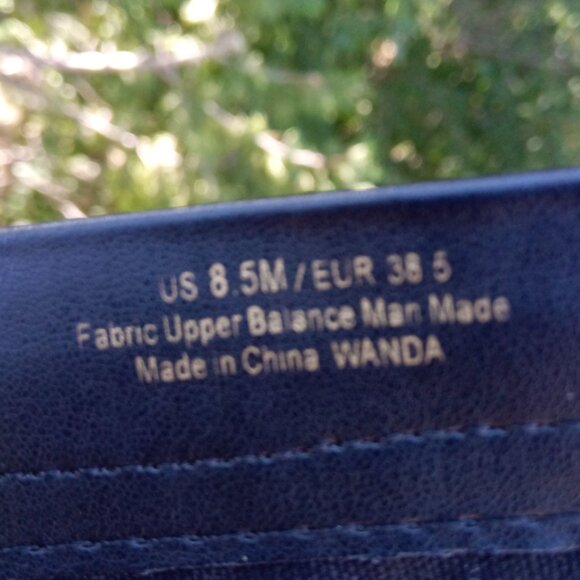 US 8.5M / EUR 38 5
Fabric Upper Balance Man Made
Made in China WANDA